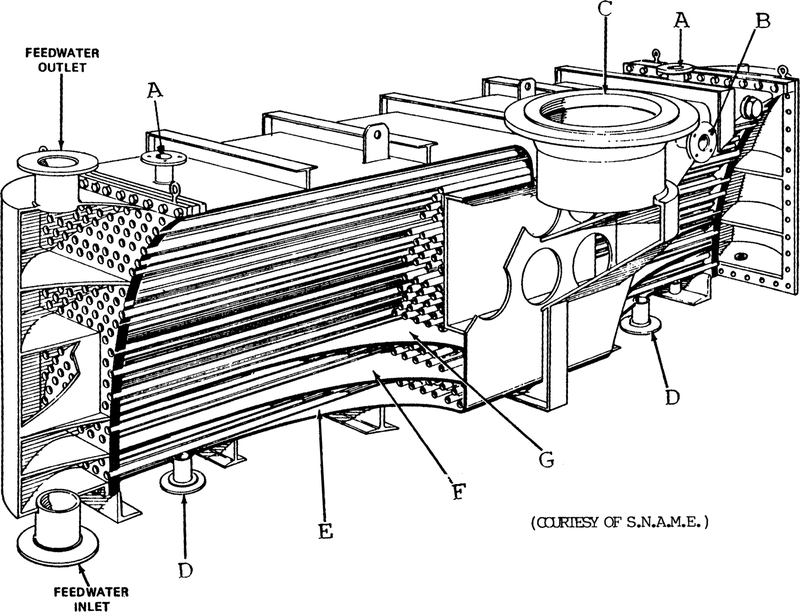 C
A
B
FEEDWATER
OUTLET
A
D
G
F
E
(COURTESY OF S.N.A.M.E.)
D
FEEDWATER
INLET